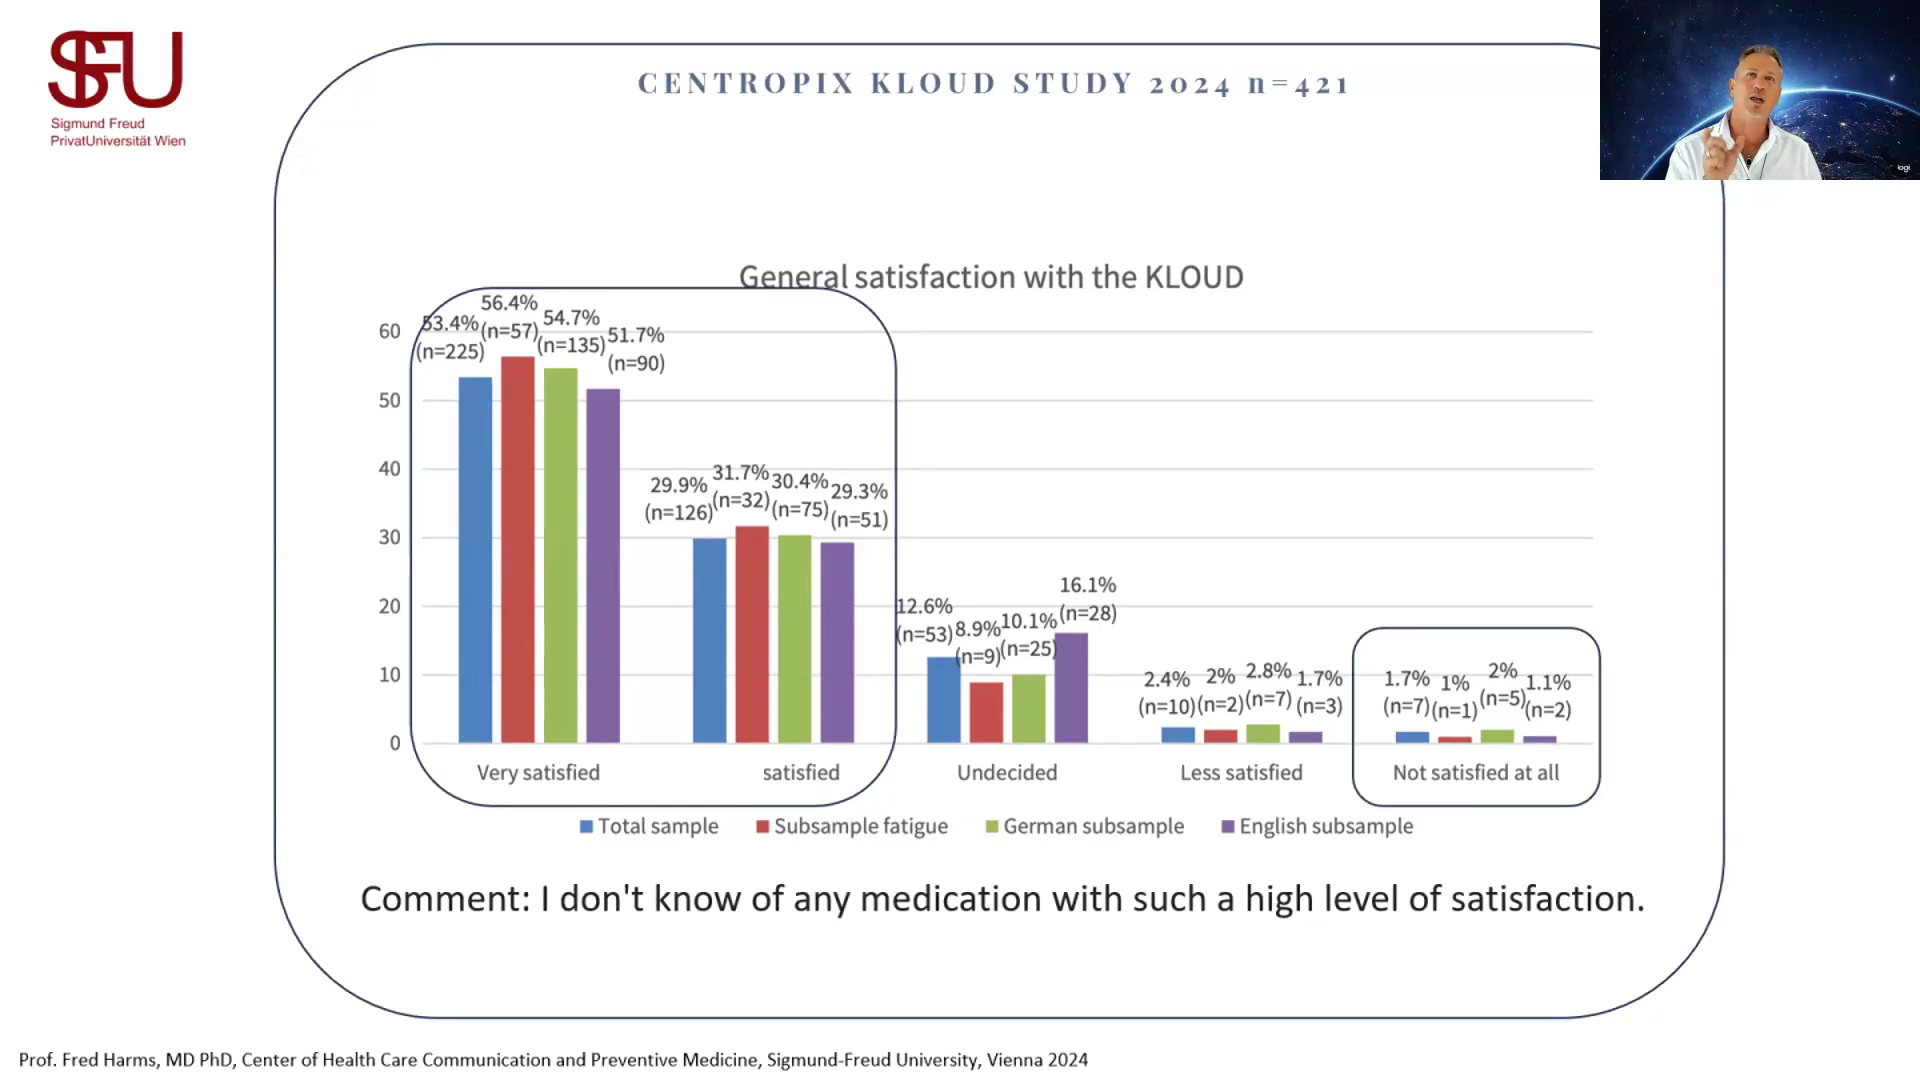 SFU
Sigmund Freud
PrivatUniversität Wien
CENTROPIX KLOUD STUDY 2024 n=421
logi
General satisfaction with the KLOUD
60
50
40
30
20
10
0
53.4%
(n=225)
56.4%
(n=57)
54.7%
(n=135)
51.7%
(n=90)
29.9%
(n=126)
31.7%
(n=32)
30.4%
(n=75)
29.3%
(n=51)
12.6%
(n=53)
8.9%
(n=9)
10.1%
(n=25)
16.1%
(n=28)
2.4%
(n=10)
2%
(n=2)
2.8%
(n=7)
1.7%
(n=3)
1.7%
(n=7)
1%
(n=1)
2%
(n=5)
1.1%
(n=2)
Very satisfied
satisfied
Undecided
Less satisfied
Not satisfied at all
Total sample
Subsample fatigue
German subsample
English subsample
Comment: I don't know of any medication with such a high level of satisfaction.
Prof. Fred Harms, MD PhD, Center of Health Care Communication and Preventive Medicine, Sigmund-Freud University, Vienna 2024